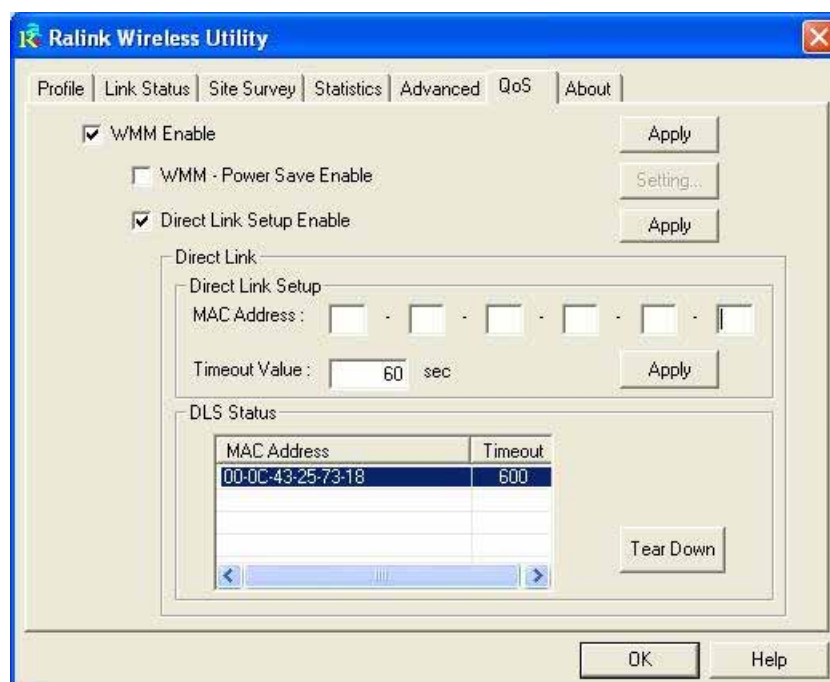 Ralink Wireless Utility
Profile Link Status Site Survey Statistics Advanced QoS About
WMM Enable Apply
WMM - Power Save Enable Setting...
Direct Link Setup Enable Apply
Direct Link
Direct Link Setup
MAC Address : - - - - -
Timeout Value : 60 sec Apply
DLS Status
MAC Address Timeout
00-0C-43-25-73-18 600
Tear Down
OK Help